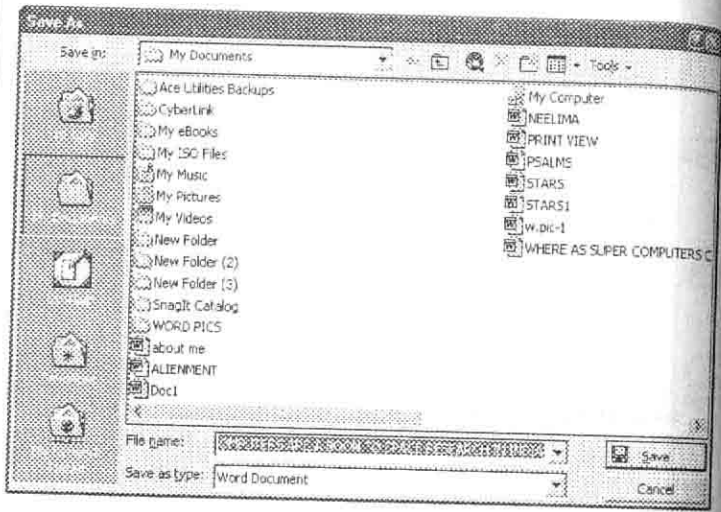 Save As
Save in: My Documents Tools
Ace Utilities Backups
CyberLink
My eBooks
My ISO Files
My Music
My Pictures
My Videos
New Folder
New Folder (2)
New Folder (3)
SnagIt Catalog
WORD PICS
about me
ALIENMENT
Doc1
My Computer
NEELIMA
PRINT VIEW
PSALMS
STARS
STARS1
w.pic-1
WHERE AS SUPER COMPUTERS C
File name:
Save
Save as type: Word Document
Cancel